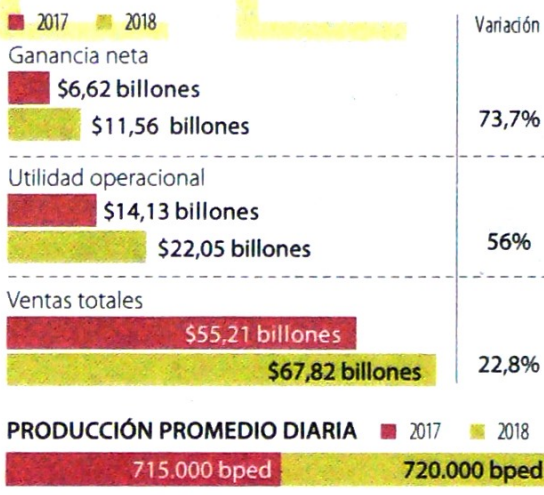 2017 2018 Variación
Ganancia neta
$6,62 billones
$11,56 billones 73,7%
Utilidad operacional
$14,13 billones
$22,05 billones 56%
Ventas totales
$55,21 billones
$67,82 billones 22,8%
PRODUCCIÓN PROMEDIO DIARIA 2017 2018
715.000 bped 720.000 bped